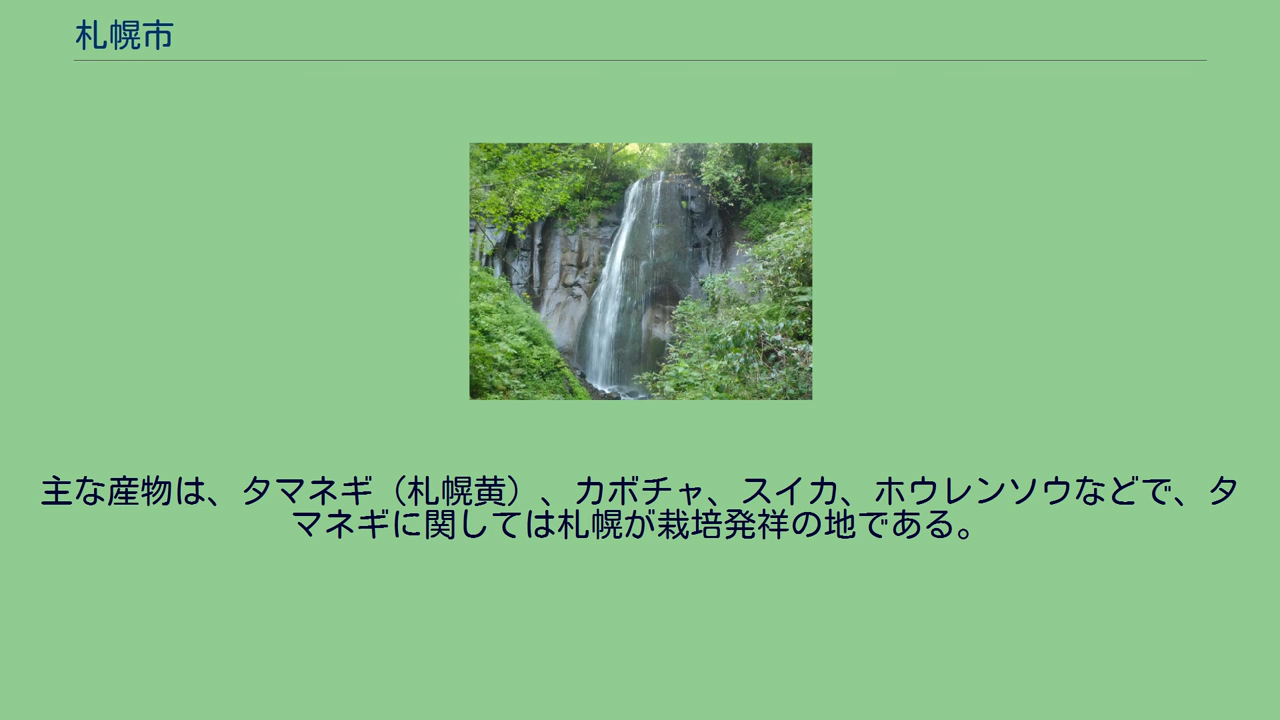 札幌市
主な産物は、タマネギ（札幌黄）、カボチャ、スイカ、ホウレンソウなどで、タ
マネギに関しては札幌が栽培発祥の地である。